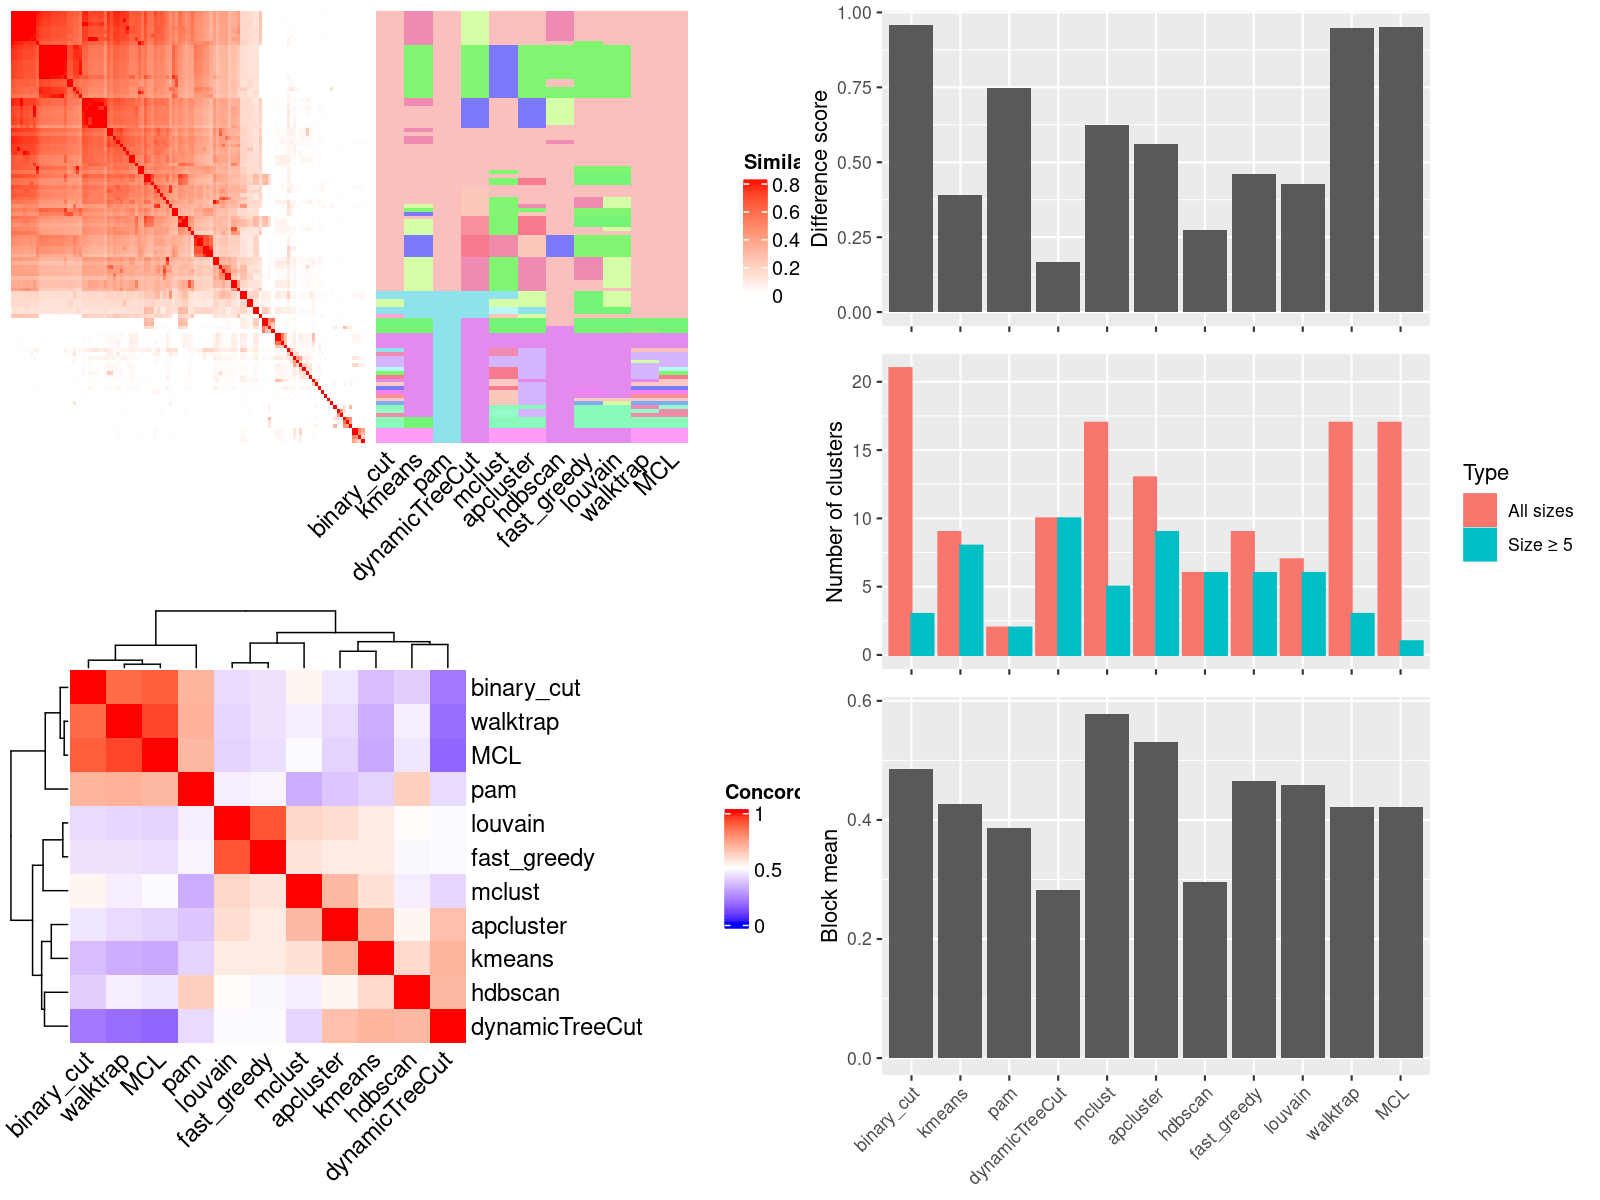 Simila
0.8
0.6
0.4
0.2
0
binary_cut
kmeans
pam
dynamicTreeCut
mclust
apcluster
hdbscan
fast_greedy
louvain
walktrap
MCL
Difference score
1.00
0.75
0.50
0.25
0.00
Number of clusters
20
15
10
5
0
Type
All sizes
Size ≥ 5
binary_cut
walktrap
MCL
pam
louvain
fast_greedy
mclust
apcluster
kmeans
hdbscan
dynamicTreeCut
binary_cut
walktrap
MCL
pam
louvain
fast_greedy
mclust
apcluster
kmeans
hdbscan
dynamicTreeCut
Concord
1
0.5
0
Block mean
0.6
0.4
0.2
0.0
binary_cut
kmeans
pam
dynamicTreeCut
mclust
apcluster
hdbscan
fast_greedy
louvain
walktrap
MCL